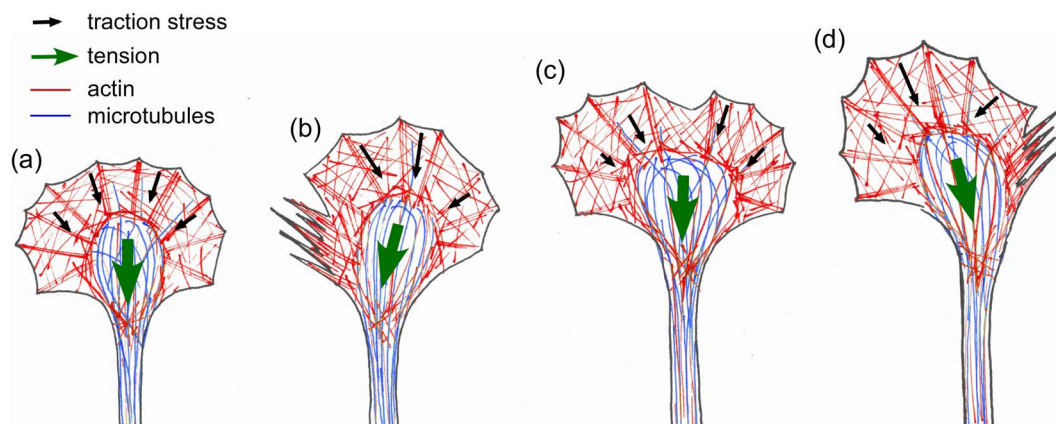 traction stress
tension
actin
microtubules
(a)
(b)
(c)
(d)